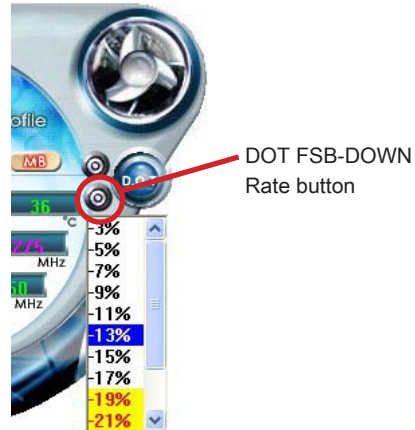 ofile
MB
DOT
DOT FSB-DOWN
Rate button
36
°C
275
MHz
50
MHz
-3%
-5%
-7%
-9%
-11%
-13%
-15%
-17%
-19%
-21%